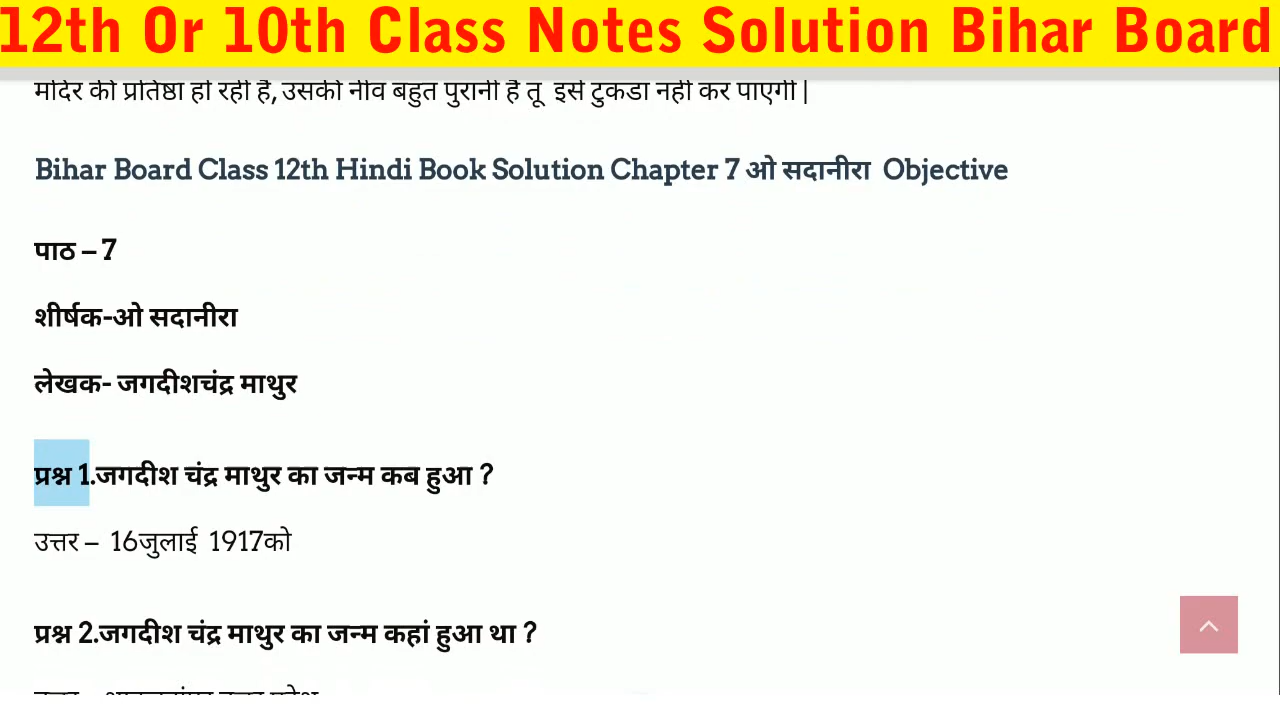 12th Or 10th Class Notes Solution Bihar Board
मंदिर की प्रतिष्ठा हो रही है, उसकी नींव बहुत पुरानी है तू इसे टुकडा नहीं कर पाएगी |
Bihar Board Class 12th Hindi Book Solution Chapter 7 ओ सदानीरा Objective
पाठ – 7
शीर्षक-ओ सदानीरा
लेखक- जगदीशचंद्र माथुर
प्रश्न 1.जगदीश चंद्र माथुर का जन्म कब हुआ ?
उत्तर – 16जुलाई 1917को
प्रश्न 2.जगदीश चंद्र माथुर का जन्म कहां हुआ था ?